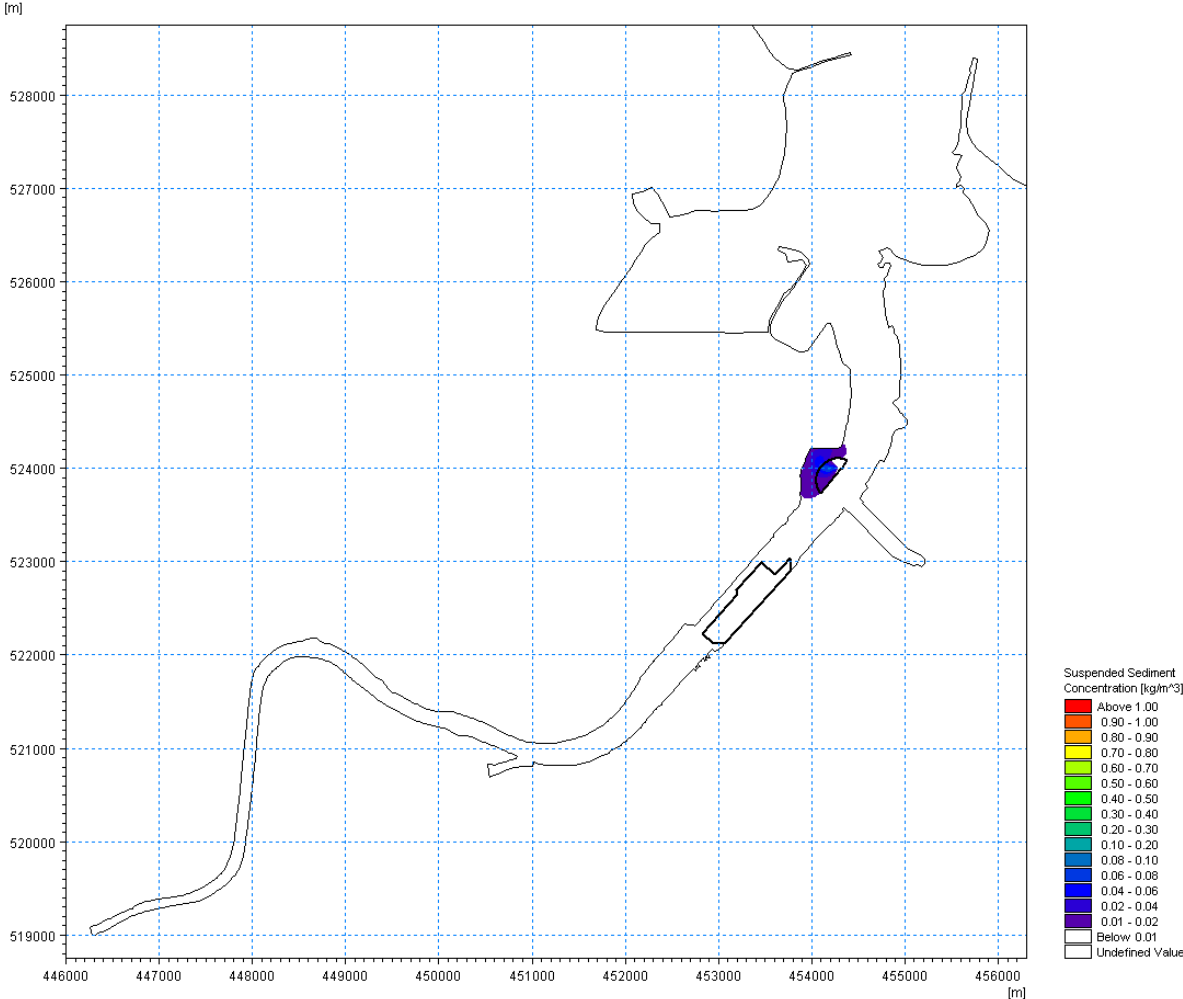 [m]
528000
527000
526000
525000
524000
523000
522000
521000
520000
519000
446000 447000 448000 449000 450000 451000 452000 453000 454000 455000 456000
[m]
Suspended Sediment
Concentration [kg/m^3]
Above 1.00
0.90 - 1.00
0.80 - 0.90
0.70 - 0.80
0.60 - 0.70
0.50 - 0.60
0.40 - 0.50
0.30 - 0.40
0.20 - 0.30
0.10 - 0.20
0.08 - 0.10
0.06 - 0.08
0.04 - 0.06
0.02 - 0.04
0.01 - 0.02
Below 0.01
Undefined Value